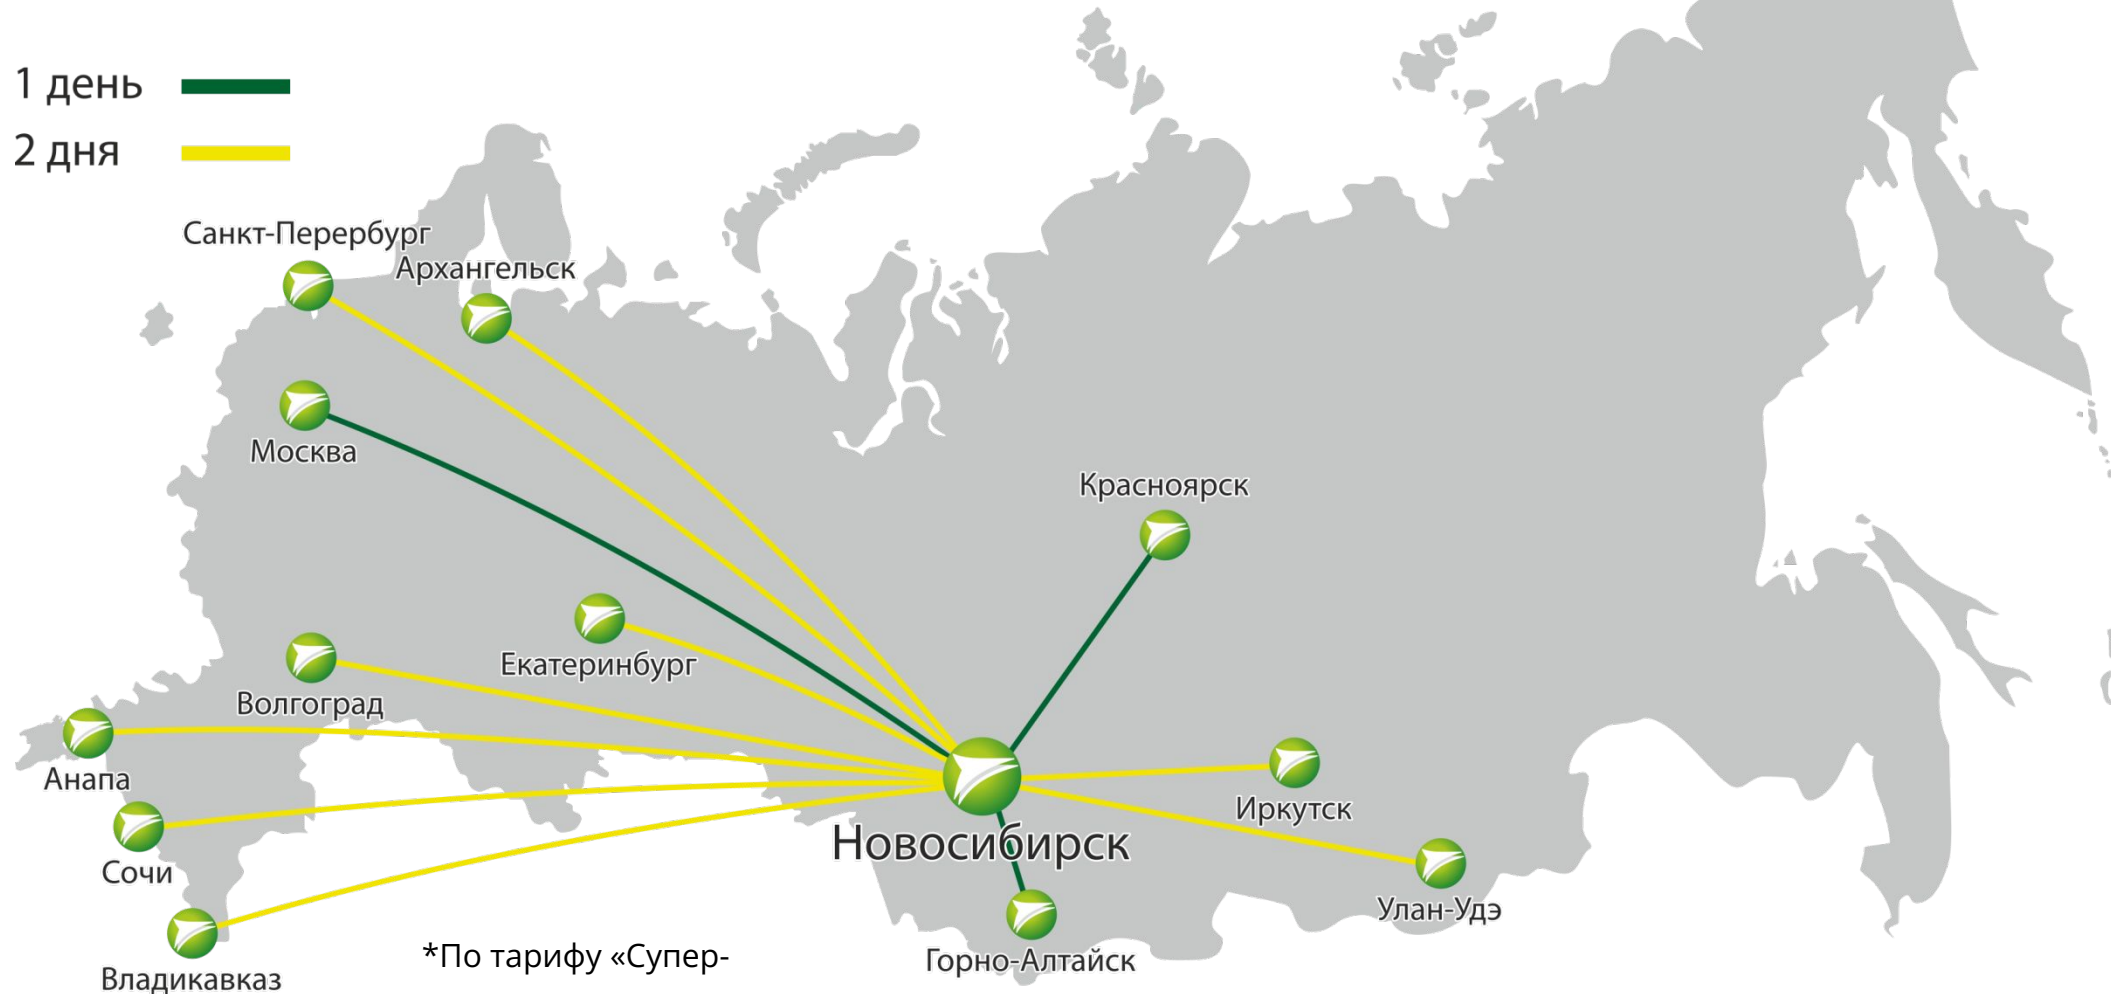 1 день
2 дня
Санкт-Перербург
Архангельск
Москва
Красноярск
Екатеринбург
Волгоград
Анапа
Иркутск
Новосибирск
Сочи
Улан-Удэ
Горно-Алтайск
*По тарифу «Супер-
Владикавказ